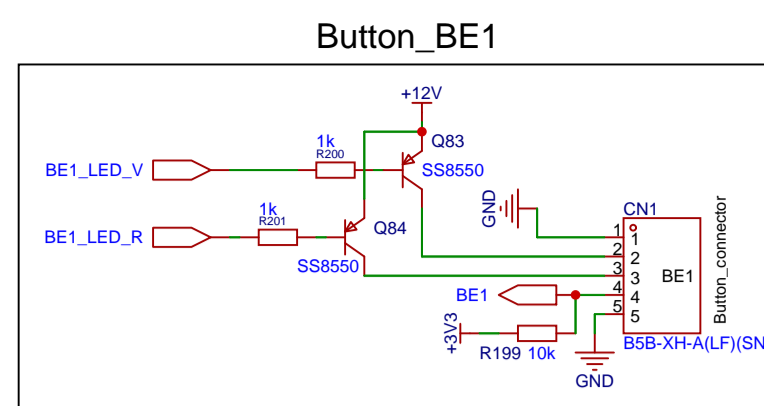 Button_BE1
+12V
1k
R200
Q83
SS8550
BE1_LED_V
1k
R201
Q84
SS8550
BE1_LED_R
GND
CN1
1
2
3
4
5
1
2
3
4
5
BE1
Button_connector
B5B-XH-A(LF)(SN
BE1
+3V3
R199 10k
GND